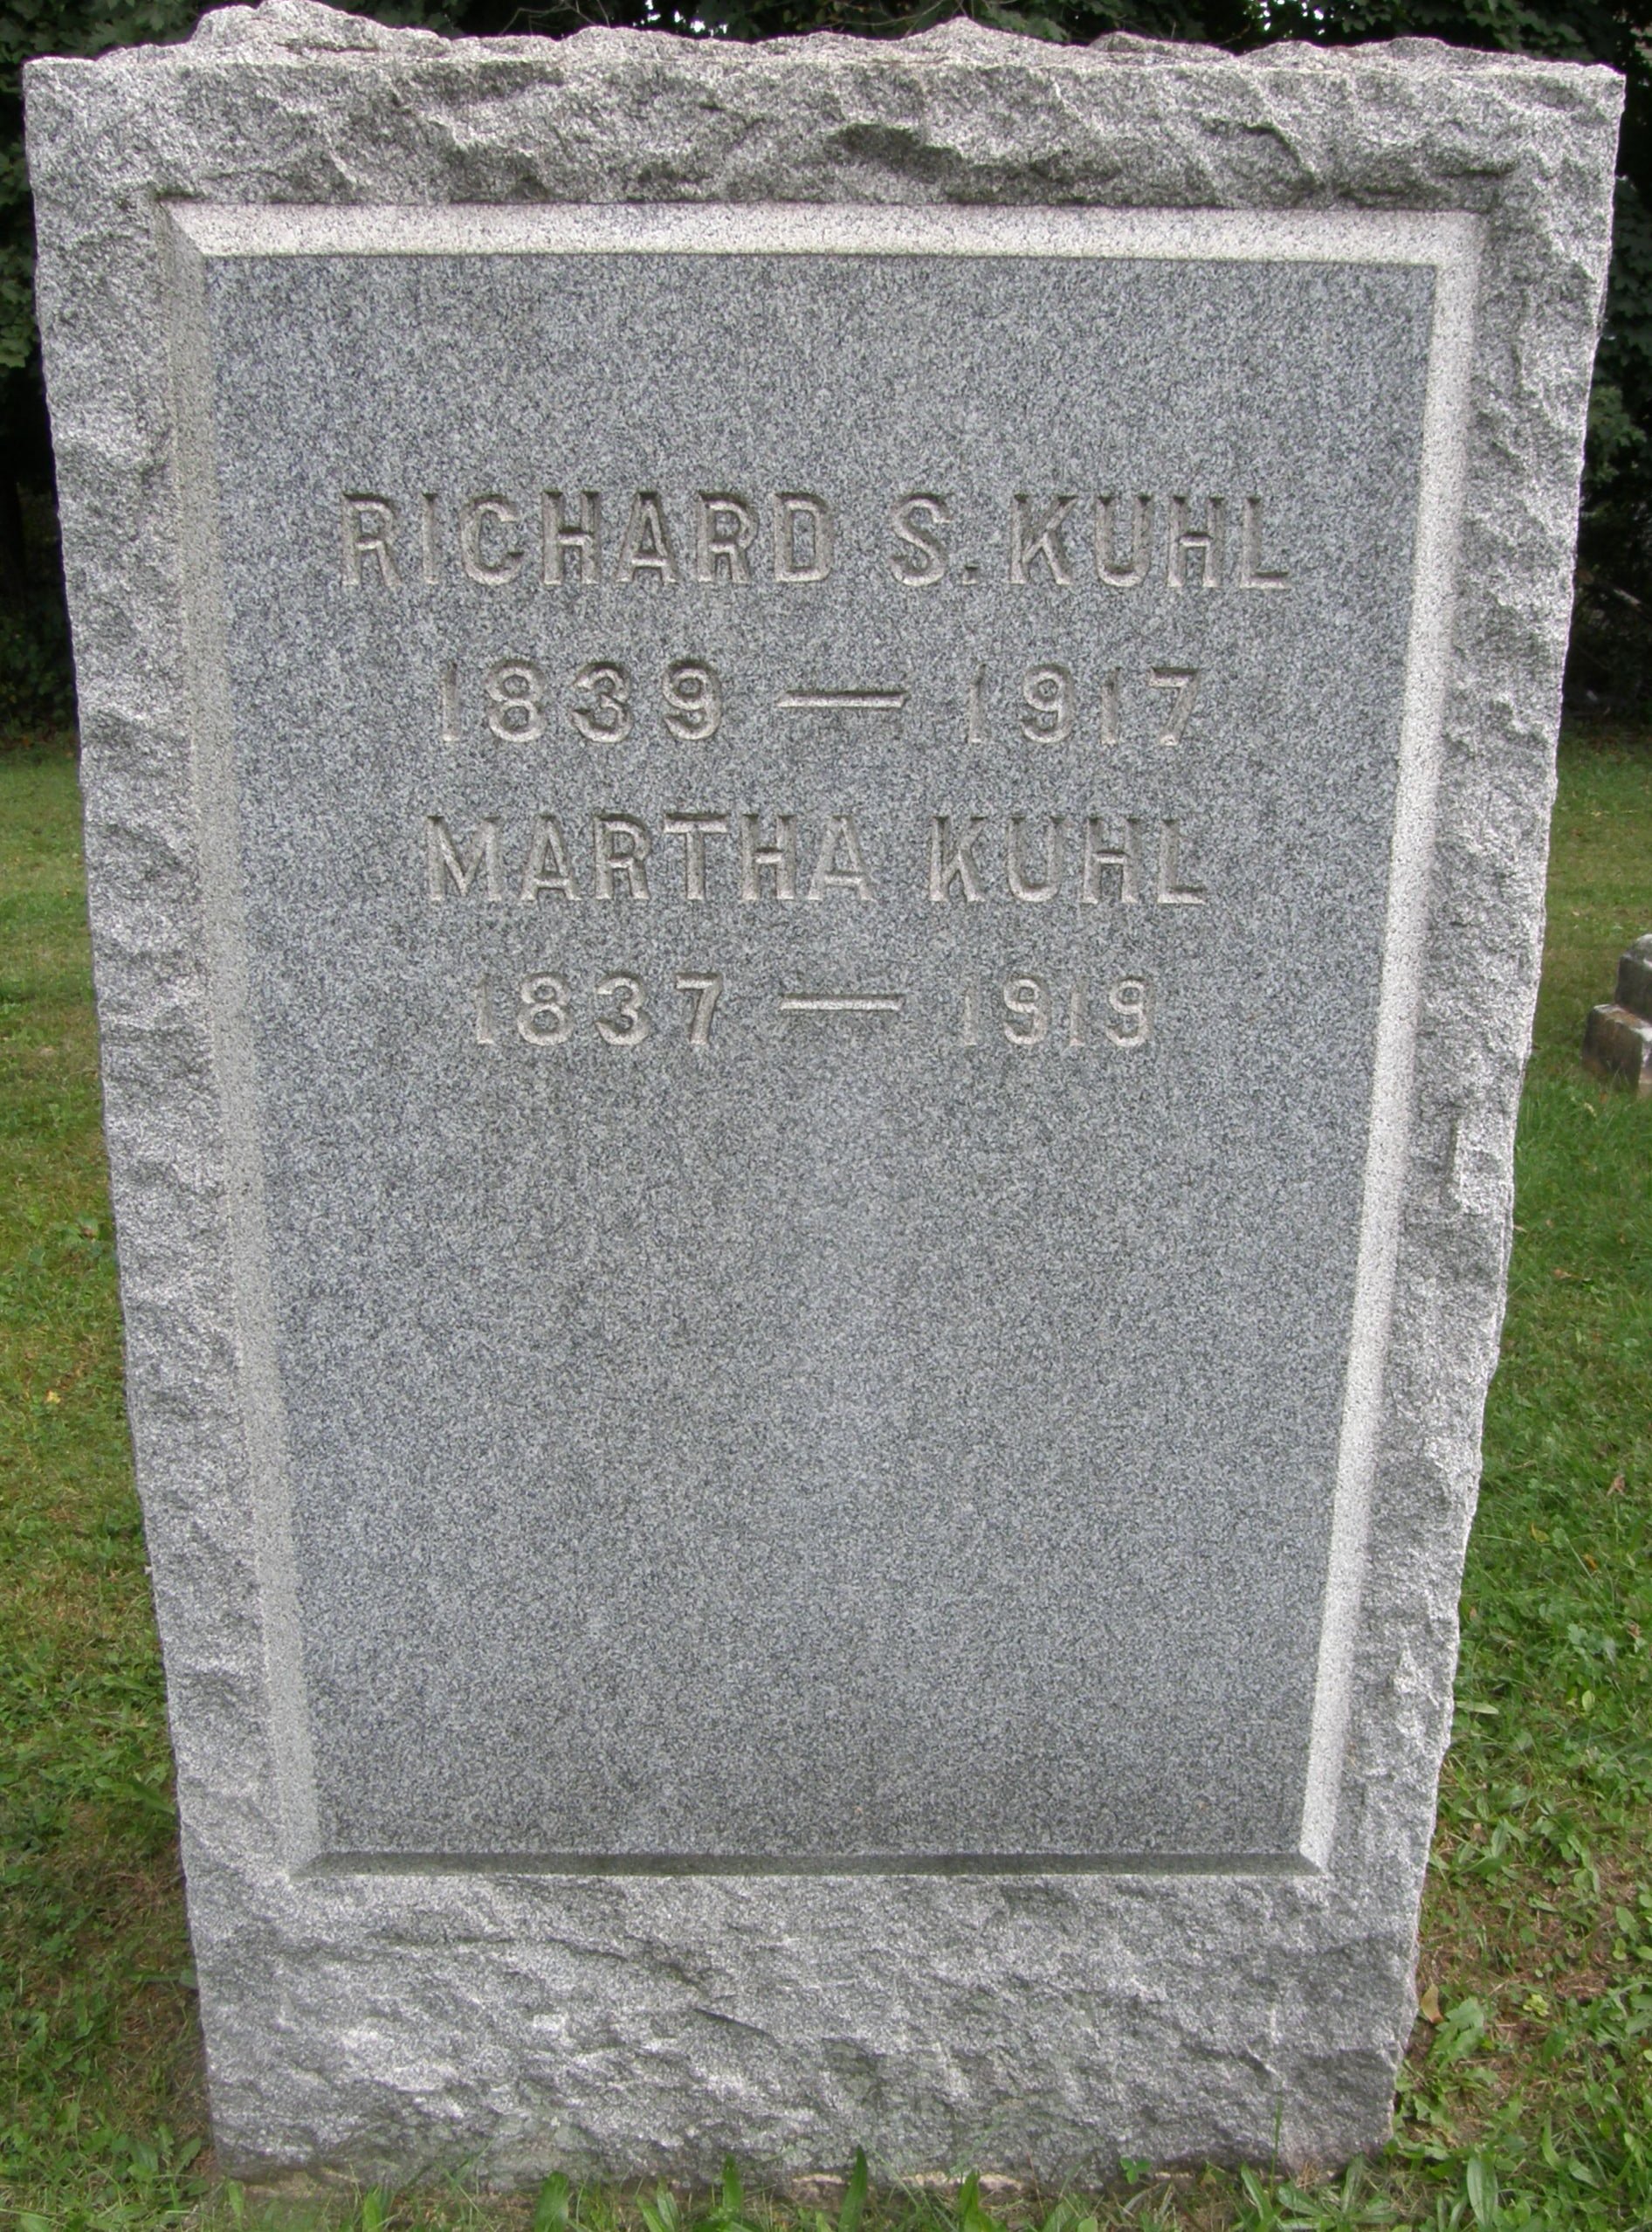 RICHARD S. KUHL
1839 — 1917
MARTHA KUHL
1837 — 1919